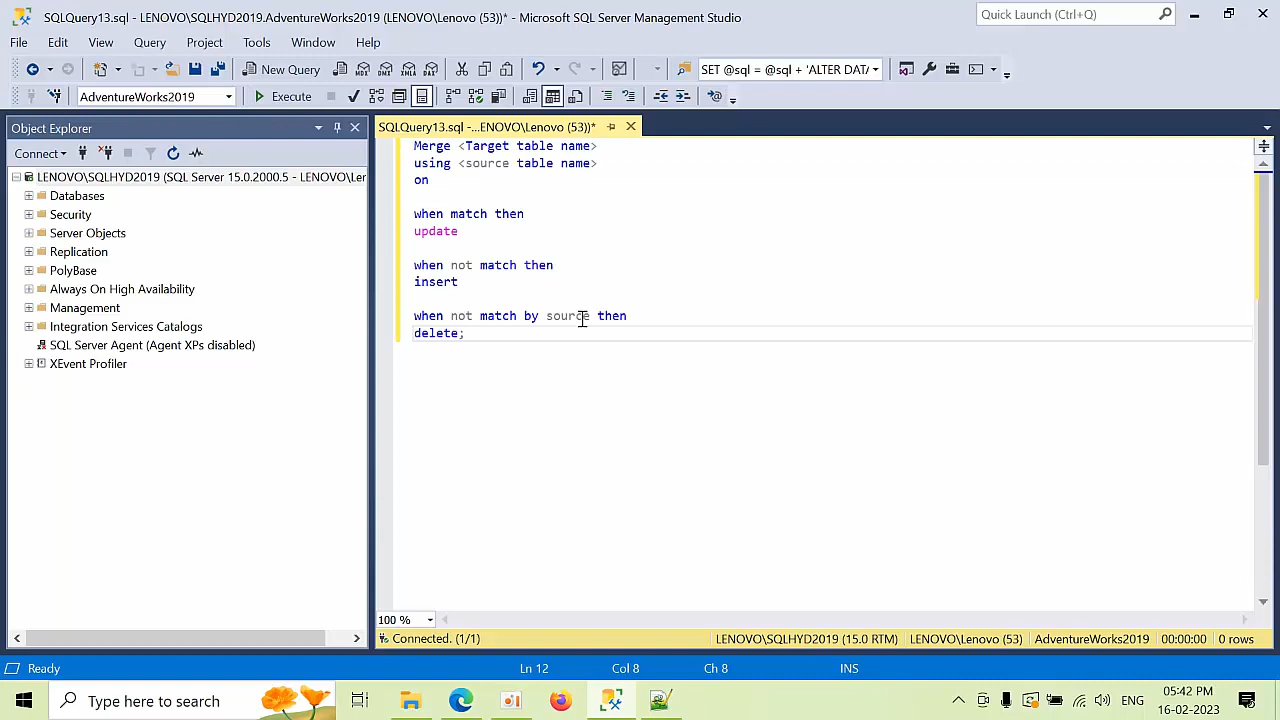 SQLQuery13.sql - LENOVO\SQLHYD2019.AdventureWorks2019 (LENOVO\Lenovo (53))* - Microsoft SQL Server Management Studio
Quick Launch (Ctrl+Q)
File Edit View Query Project Tools Window Help
New Query
SET @sql = @sql + 'ALTER DATA
AdventureWorks2019
Execute
Object Explorer
SQLQuery13.sql -...ENOVO\Lenovo (53))*
Connect
LENOVO\SQLHYD2019 (SQL Server 15.0.2000.5 - LENOVO\Ler
Databases
Security
Server Objects
Replication
PolyBase
Always On High Availability
Management
Integration Services Catalogs
SQL Server Agent (Agent XPs disabled)
XEvent Profiler
Merge <Target table name>
using <source table name>
on
when match then
update
when not match then
insert
when not match by source then
delete;
100 %
Connected. (1/1)
LENOVO\SQLHYD2019 (15.0 RTM)
LENOVO\Lenovo (53)
AdventureWorks2019
00:00:00
0 rows
Ready
Ln 12
Col 8
Ch 8
INS
Type here to search
ENG
05:42 PM
16-02-2023